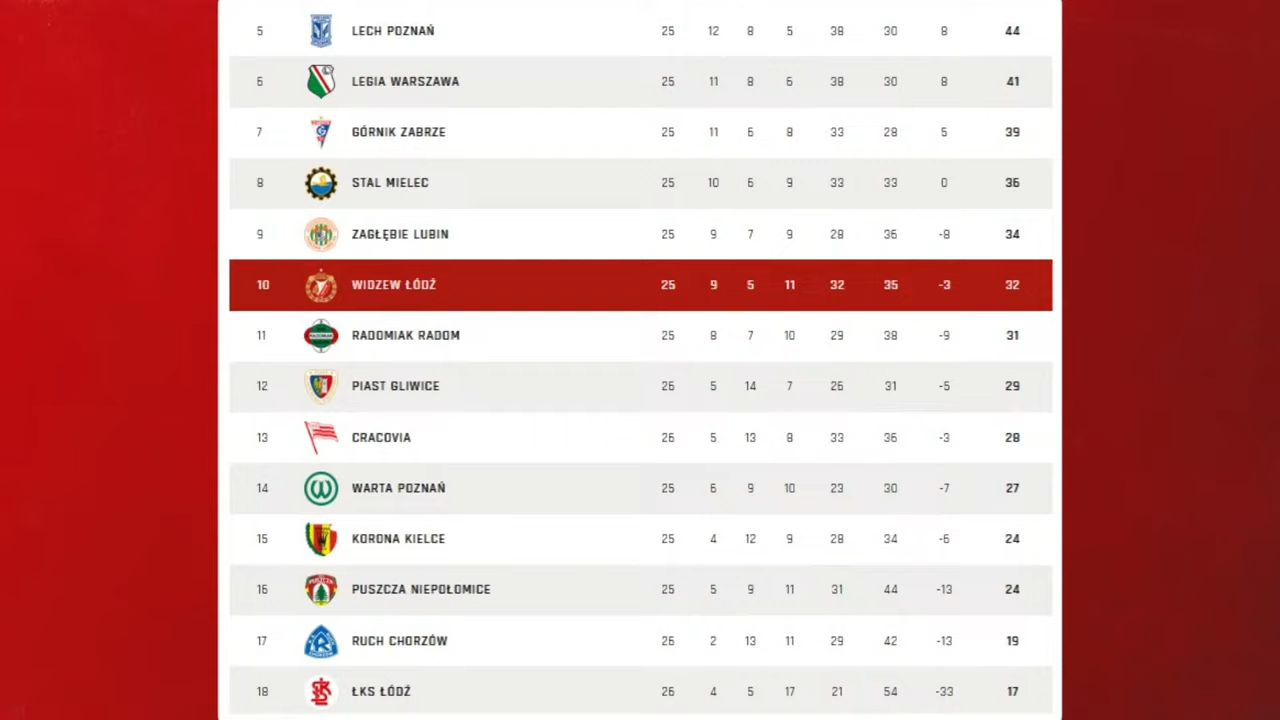 5 LECH POZNAŃ 25 12 8 5 38 30 8 44
6 LEGIA WARSZAWA 25 11 8 6 38 30 8 41
7 GÓRNIK ZABRZE 25 11 6 8 33 28 5 39
8 STAL MIELEC 25 10 6 9 33 33 0 36
9 ZAGŁĘBIE LUBIN 25 9 7 9 28 36 -8 34
10 WIDZEW ŁÓDŹ 25 9 5 11 32 35 -3 32
11 RADOMIAK RADOM 25 8 7 10 29 38 -9 31
12 PIAST GLIWICE 26 5 14 7 26 31 -5 29
13 CRACOVIA 26 5 13 8 33 36 -3 28
14 WARTA POZNAŃ 25 6 9 10 23 30 -7 27
15 KORONA KIELCE 25 4 12 9 28 34 -6 24
16 PUSZCZA NIEPOŁOMICE 25 5 9 11 31 44 -13 24
17 RUCH CHORZÓW 26 2 13 11 29 42 -13 19
18 ŁKS ŁÓDŹ 26 4 5 17 21 54 -33 17